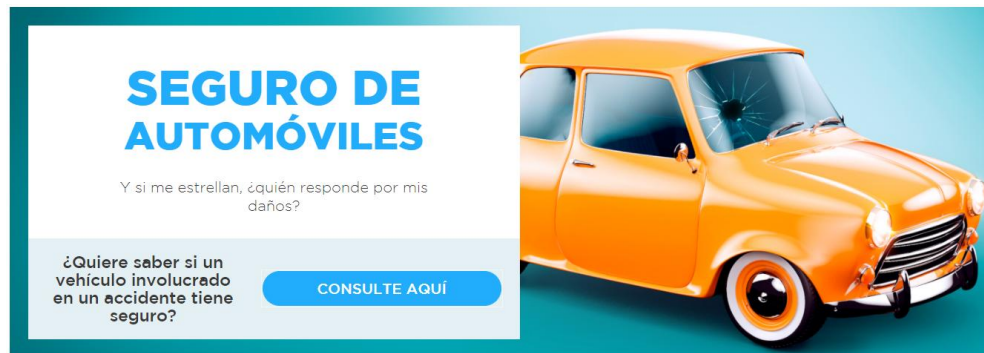 SEGURO DE
AUTOMÓVILES
Y si me estrellan, ¿quién responde por mis
daños?
¿Quiere saber si un
vehículo involucrado
en un accidente tiene
seguro?
CONSULTE AQUÍ